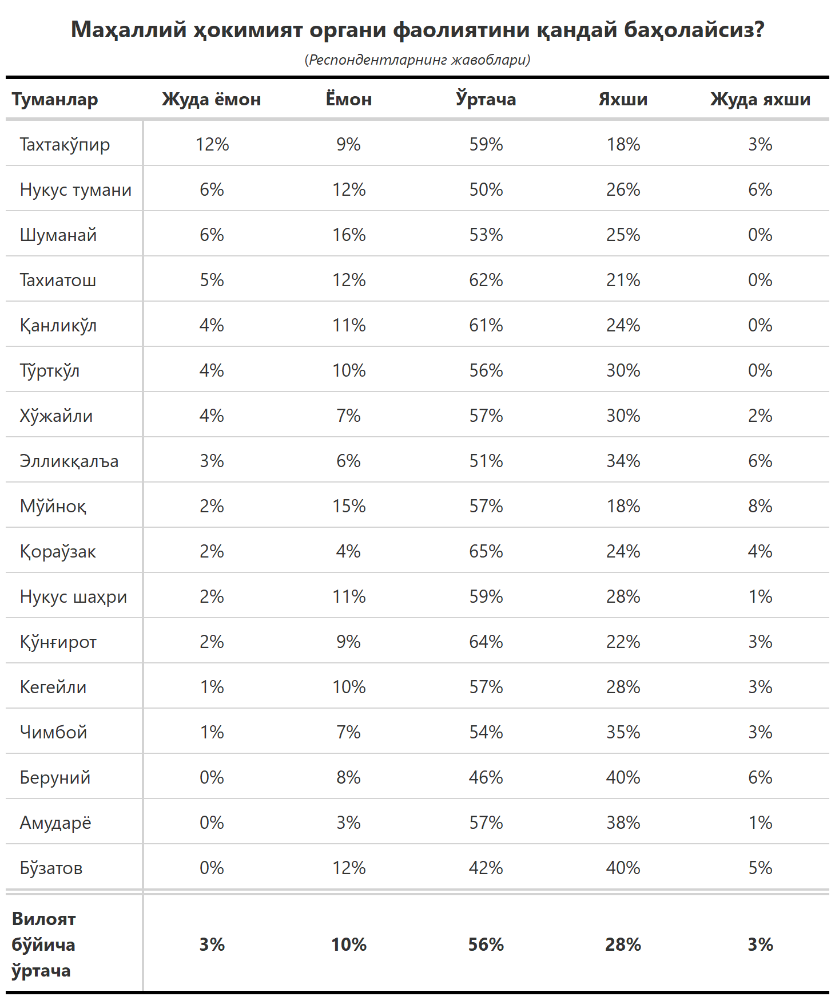 Маҳаллий ҳокимият органи фаолиятини қандай баҳолайсиз?
(Респондентларнинг жавоблари)
Туманлар Жуда ёмон Ёмон Ўртача Яхши Жуда яхши
Тахтакўпир 12% 9% 59% 18% 3%
Нукус тумани 6% 12% 50% 26% 6%
Шуманай 6% 16% 53% 25% 0%
Тахиатош 5% 12% 62% 21% 0%
Қанликўл 4% 11% 61% 24% 0%
Тўрткўл 4% 10% 56% 30% 0%
Хўжайли 4% 7% 57% 30% 2%
Элликқалъа 3% 6% 51% 34% 6%
Мўйноқ 2% 15% 57% 18% 8%
Қораўзак 2% 4% 65% 24% 4%
Нукус шаҳри 2% 11% 59% 28% 1%
Қўнғирот 2% 9% 64% 22% 3%
Кегейли 1% 10% 57% 28% 3%
Чимбой 1% 7% 54% 35% 3%
Беруний 0% 8% 46% 40% 6%
Амударё 0% 3% 57% 38% 1%
Бўзатов 0% 12% 42% 40% 5%
Вилоят
бўйича 3% 10% 56% 28% 3%
ўртача